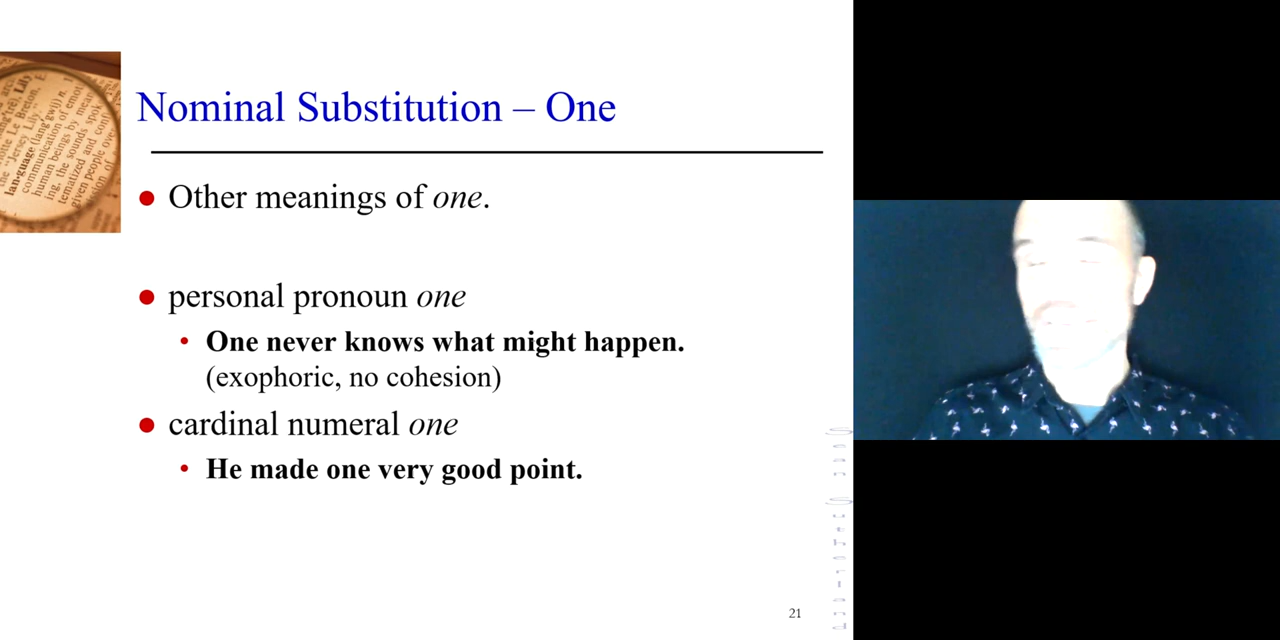 Nominal Substitution – One
Other meanings of one.
personal pronoun one
One never knows what might happen.
(exophoric, no cohesion)
cardinal numeral one
He made one very good point.
21